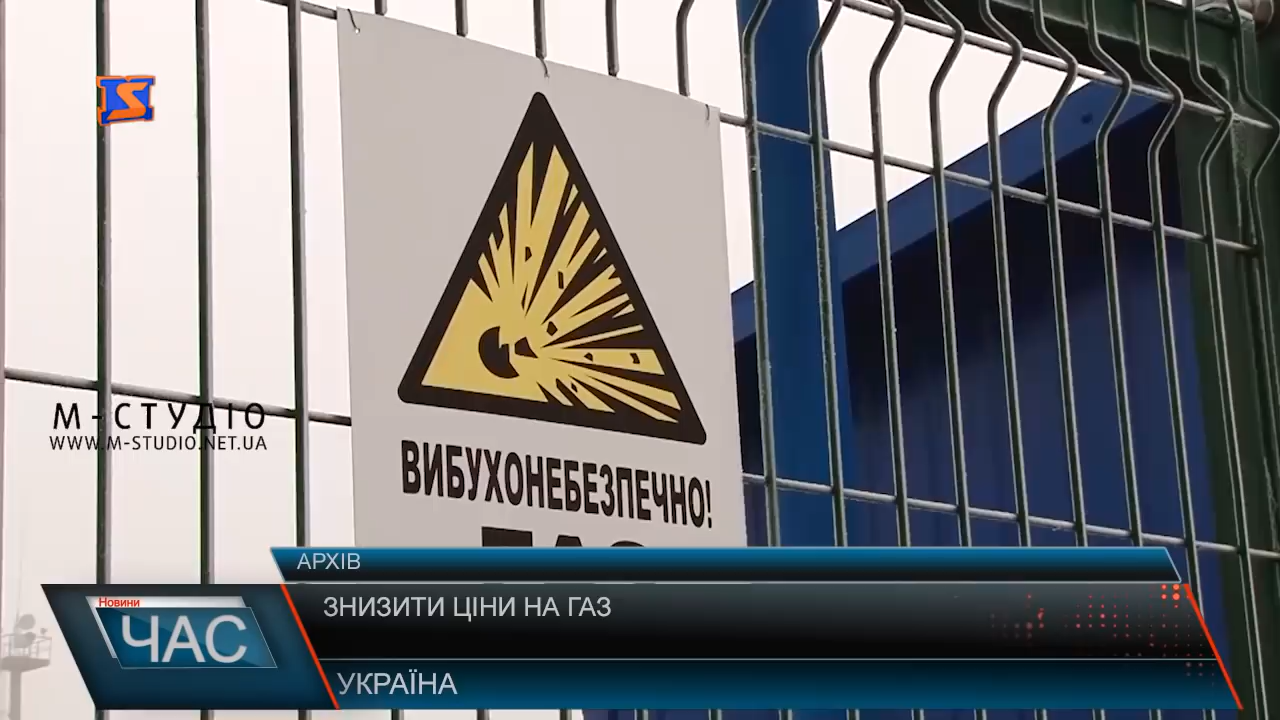 М-СТУДІО
WWW.M-STUDIO.NET.UA
ВИБУХОНЕБЕЗПЕЧНО!
АРХІВ
Новини
ЧАС
ЗНИЗИТИ ЦІНИ НА ГАЗ
УКРАЇНА